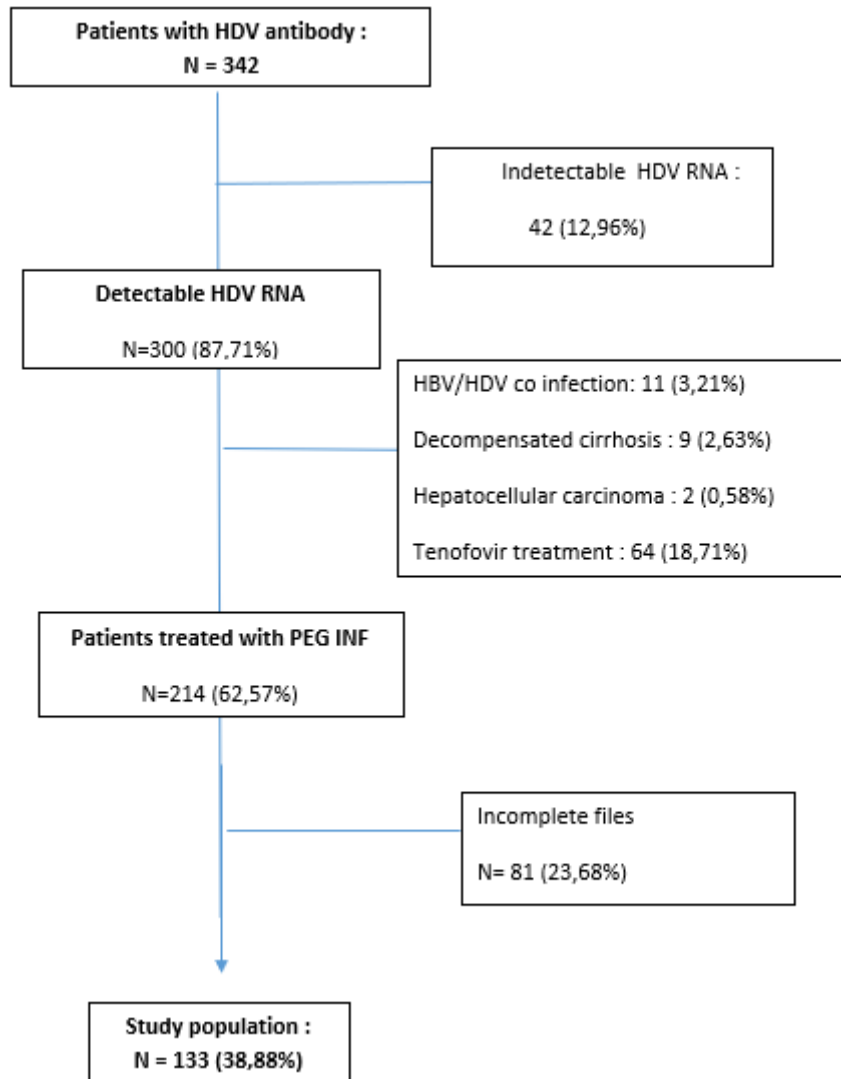 Patients with HDV antibody :
N = 342
Indetectable HDV RNA :
42 (12,96%)
Detectable HDV RNA
N=300 (87,71%)
HBV/HDV co infection: 11 (3,21%)
Decompensated cirrhosis : 9 (2,63%)
Hepatocellular carcinoma : 2 (0,58%)
Tenofovir treatment : 64 (18,71%)
Patients treated with PEG INF
N=214 (62,57%)
Incomplete files
N= 81 (23,68%)
Study population :
N = 133 (38,88%)